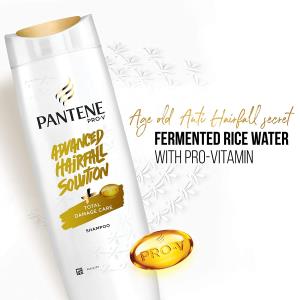 PANTENE
PRO-V
ADVANCED
HAIRFALL
SOLUTION
TOTAL
DAMAGE CARE
SHAMPOO
Age old Anti Hairfall secret
FERMENTED RICE WATER
WITH PRO-VITAMIN
PRO-V